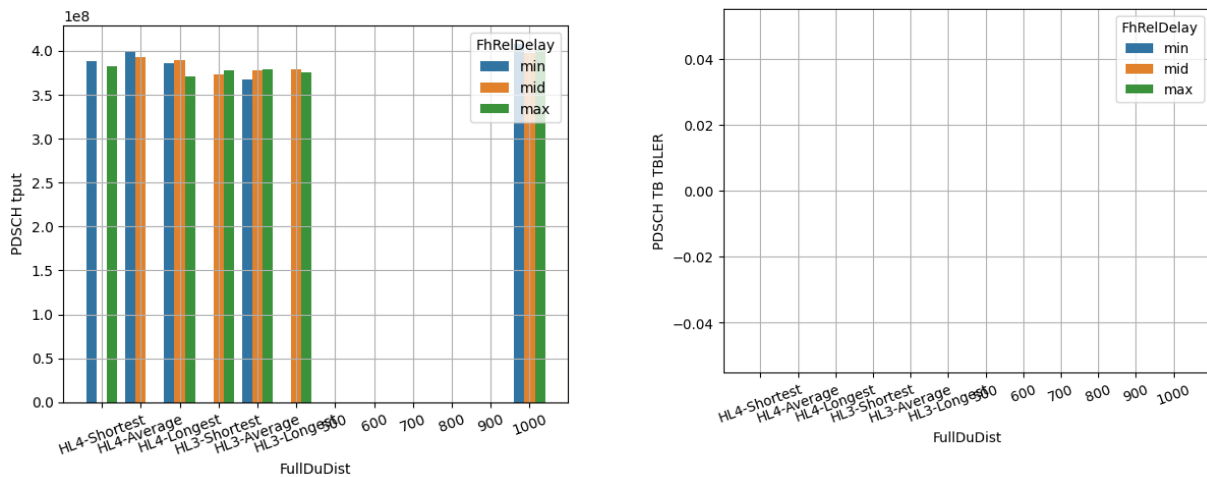 1e8
FhRelDelay
min
mid
max
PDSCH tput
4.0
3.5
3.0
2.5
2.0
1.5
1.0
0.5
0.0
HL4-Shortest
HL4-Average
HL4-Longest
HL3-Shortest
HL3-Average
HL3-Longest
500
600
700
800
900
1000
FullDuDist
FhRelDelay
min
mid
max
PDSCH TB TBLER
0.04
0.02
0.00
−0.02
−0.04
HL4-Shortest
HL4-Average
HL4-Longest
HL3-Shortest
HL3-Average
HL3-Longest
500
600
700
800
900
1000
FullDuDist